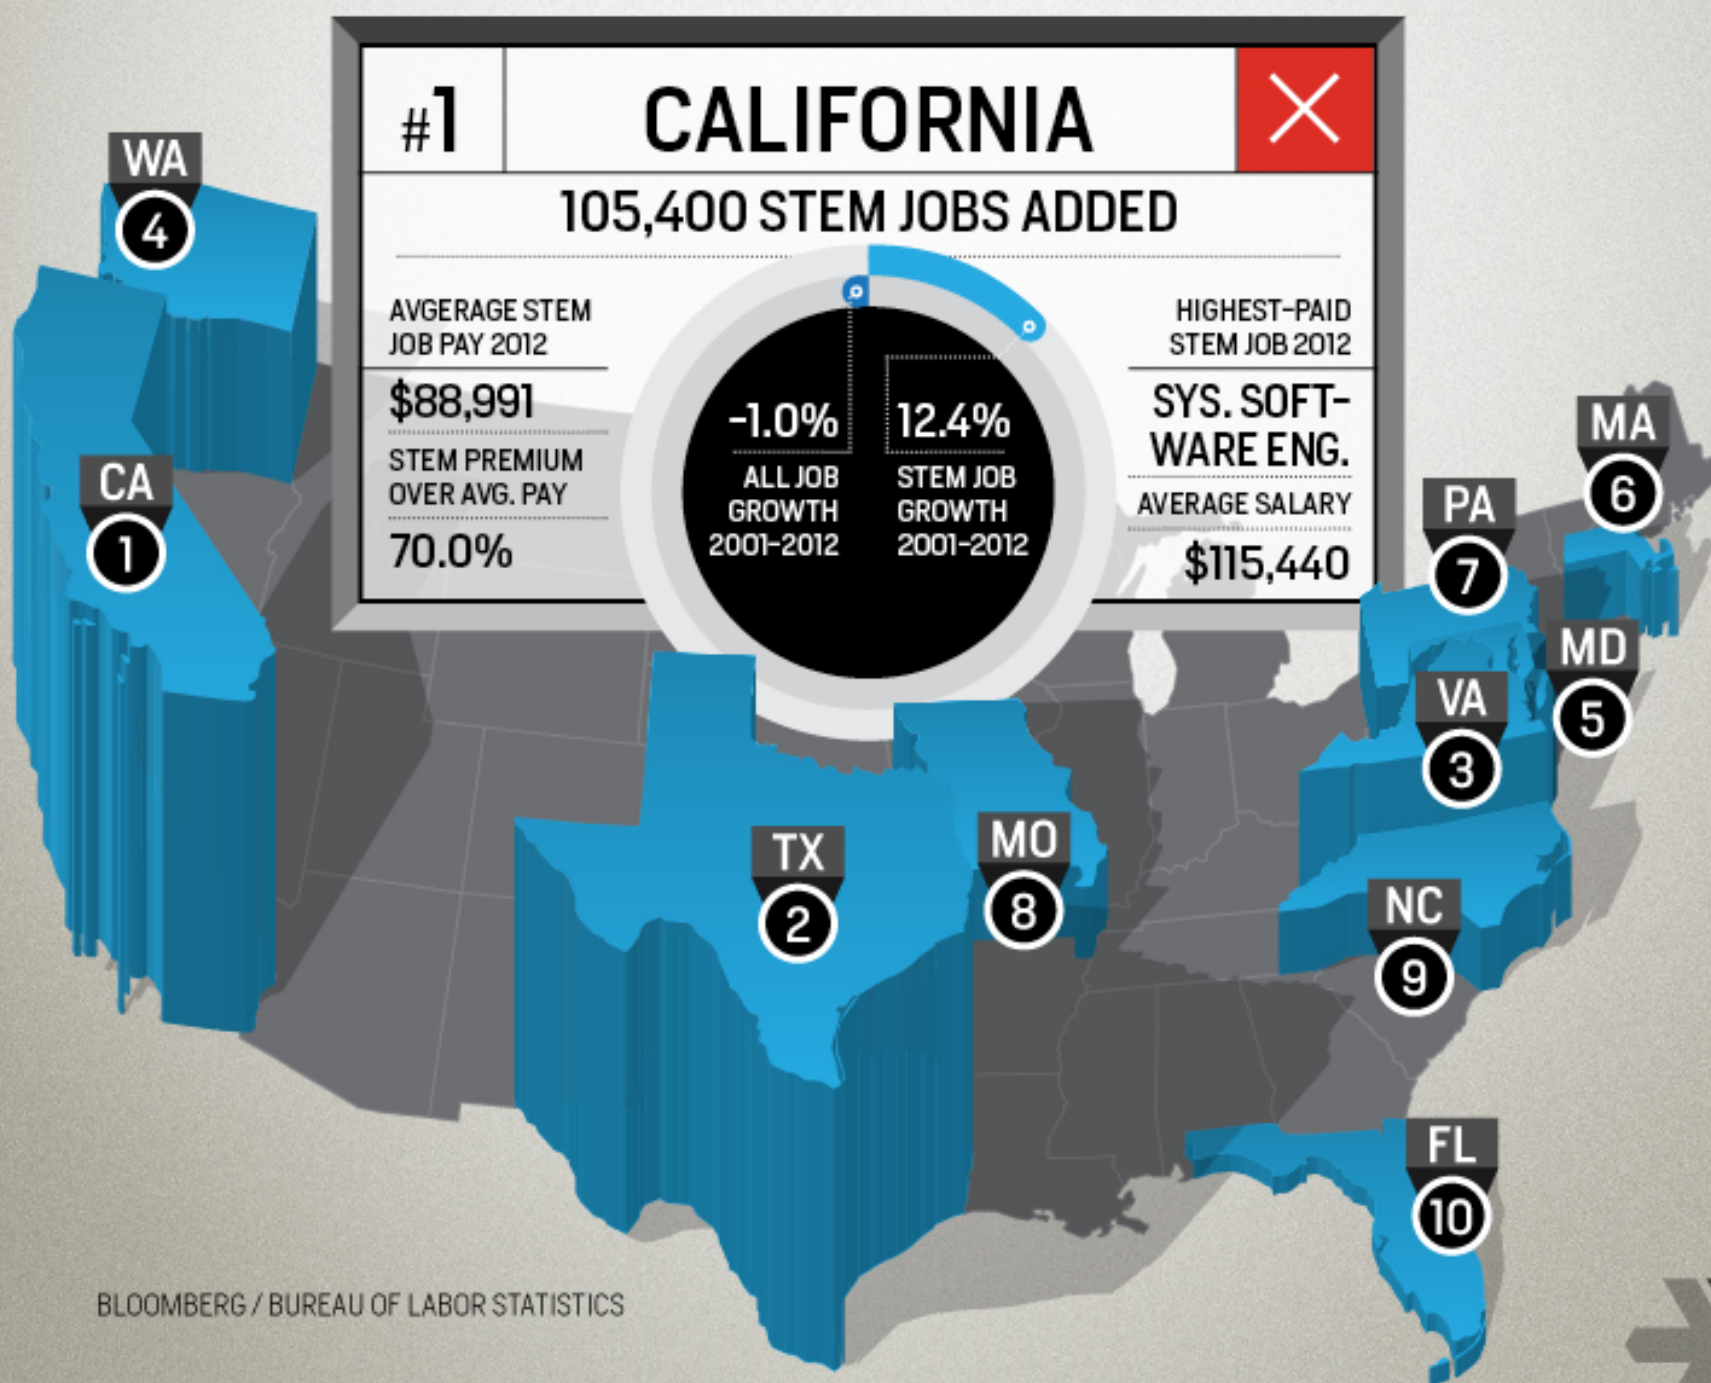 #1
CALIFORNIA
105,400 STEM JOBS ADDED
AVGERAGE STEM
JOB PAY 2012
$88,991
STEM PREMIUM
OVER AVG. PAY
70.0%
-1.0%
ALL JOB
GROWTH
2001-2012
12.4%
STEM JOB
GROWTH
2001-2012
HIGHEST-PAID
STEM JOB 2012
SYS. SOFT-
WARE ENG.
AVERAGE SALARY
$115,440
WA
4
CA
1
MA
6
PA
7
MD
5
VA
3
TX
2
MO
8
NC
9
FL
10
BLOOMBERG / BUREAU OF LABOR STATISTICS